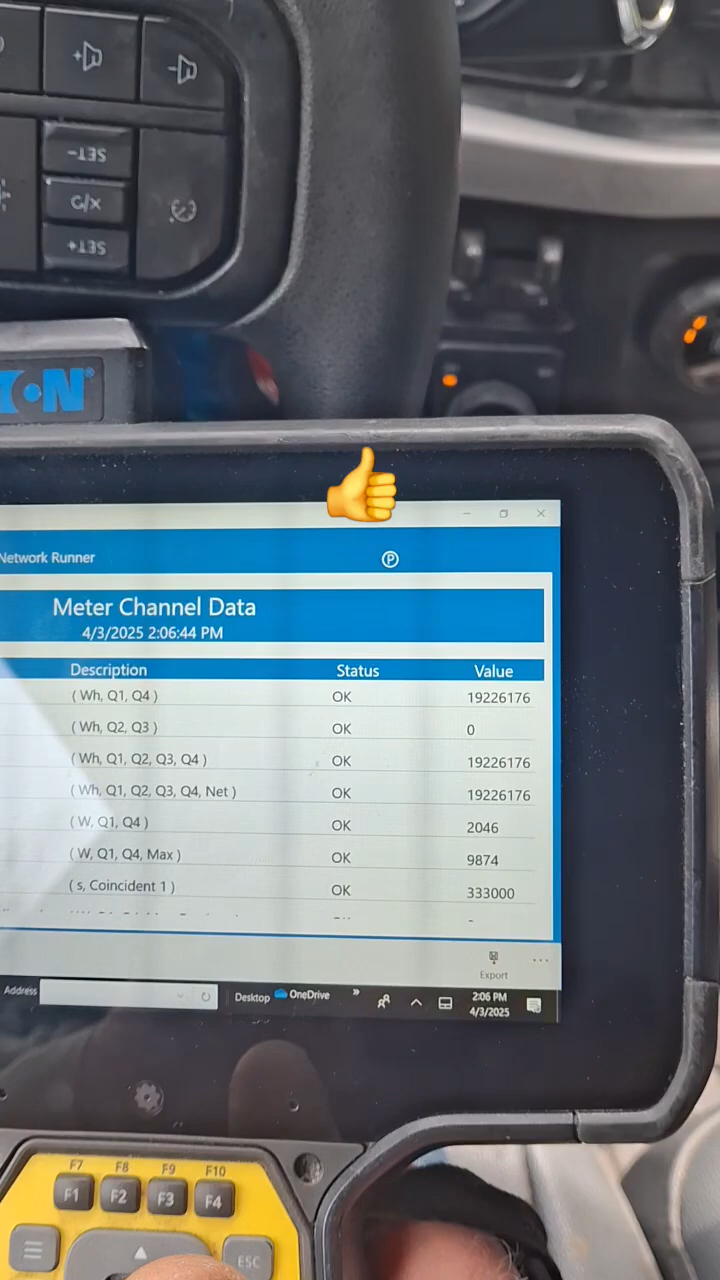 SET-
C/X
SET+
Network Runner
Meter Channel Data
4/3/2025 2:06:44 PM
Description Status Value
( Wh, Q1, Q4 ) OK 19226176
( Wh, Q2, Q3 ) OK 0
( Wh, Q1, Q2, Q3, Q4 ) OK 19226176
( Wh, Q1, Q2, Q3, Q4, Net ) OK 19226176
( W, Q1, Q4 ) OK 2046
( W, Q1, Q4, Max ) OK 9874
( s, Coincident 1 ) OK 333000
Export
Address Desktop OneDrive 2:06 PM
4/3/2025
F7 F8 F9 F10
F1 F2 F3 F4
ESC